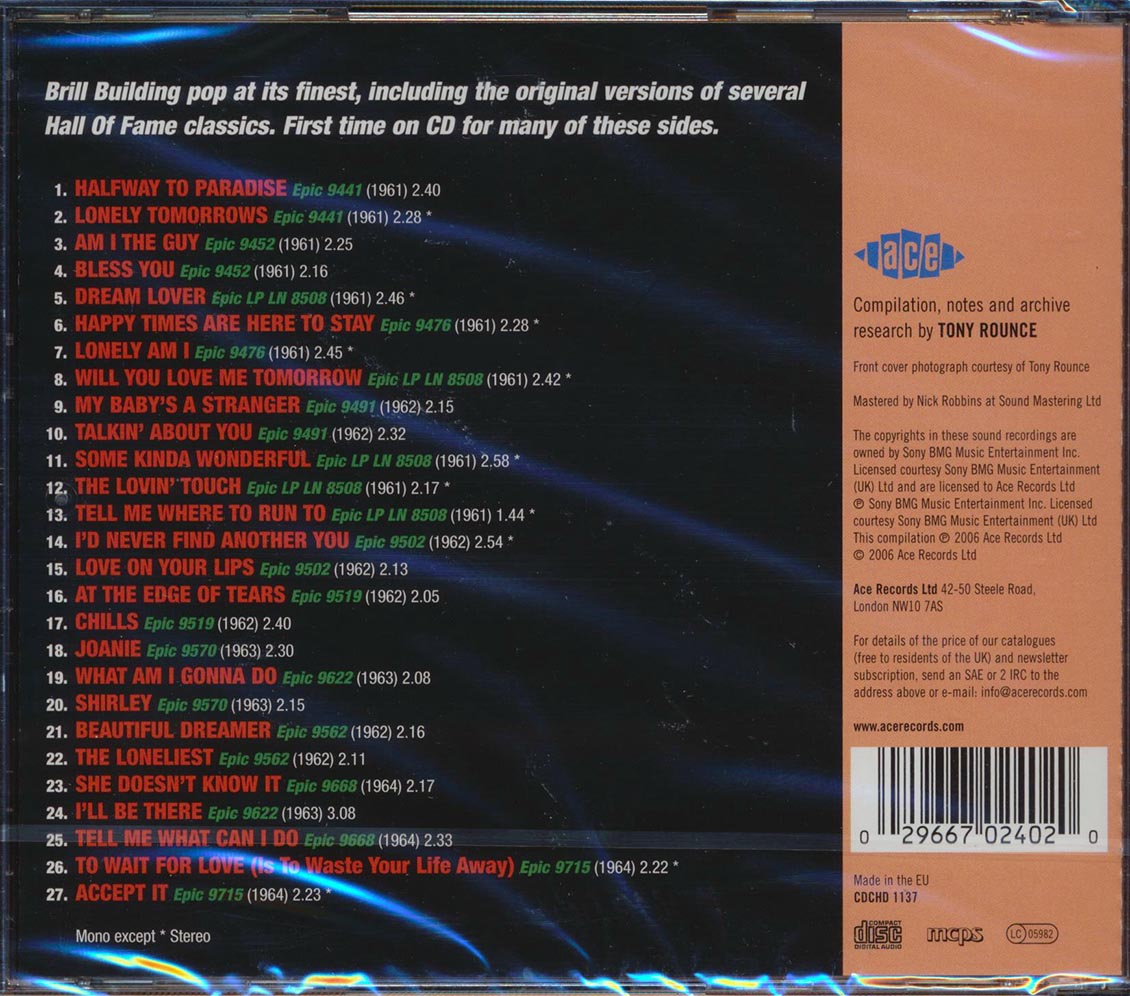 Brill Building pop at its finest, including the original versions of several
Hall Of Fame classics. First time on CD for many of these sides.
1. HALFWAY TO PARADISE Epic 9441 (1961) 2.40
2. LONELY TOMORROWS Epic 9441 (1961) 2.28 *
3. AM I THE GUY Epic 9452 (1961) 2.25
4. BLESS YOU Epic 9452 (1961) 2.16
5. DREAM LOVER Epic LP LN 8508 (1961) 2.46 *
6. HAPPY TIMES ARE HERE TO STAY Epic 9476 (1961) 2.28 *
7. LONELY AM I Epic 9476 (1961) 2.45 *
8. WILL YOU LOVE ME TOMORROW Epic LP LN 8508 (1961) 2.42 *
9. MY BABY'S A STRANGER Epic 9491 (1962) 2.15
10. TALKIN' ABOUT YOU Epic 9491 (1962) 2.32
11. SOME KINDA WONDERFUL Epic LP LN 8508 (1961) 2.58 *
12. THE LOVIN' TOUCH Epic LP LN 8508 (1961) 2.17 *
13. TELL ME WHERE TO RUN TO Epic LP LN 8508 (1961) 1.44 *
14. I'D NEVER FIND ANOTHER YOU Epic 9502 (1962) 2.54 *
15. LOVE ON YOUR LIPS Epic 9502 (1962) 2.13
16. AT THE EDGE OF TEARS Epic 9519 (1962) 2.05
17. CHILLS Epic 9519 (1962) 2.40
18. JOANIE Epic 9570 (1963) 2.30
19. WHAT AM I GONNA DO Epic 9622 (1963) 2.08
20. SHIRLEY Epic 9570 (1963) 2.15
21. BEAUTIFUL DREAMER Epic 9562 (1962) 2.16
22. THE LONELIEST Epic 9562 (1962) 2.11
23. SHE DOESN'T KNOW IT Epic 9668 (1964) 2.17
24. I'LL BE THERE Epic 9622 (1963) 3.08
25. TELL ME WHAT CAN I DO Epic 9668 (1964) 2.33
26. TO WAIT FOR LOVE (Is To Waste Your Life Away) Epic 9715 (1964) 2.22 *
27. ACCEPT IT Epic 9715 (1964) 2.23 *
Mono except * Stereo
ace
Compilation, notes and archive
research by TONY ROUNCE
Front cover photograph courtesy of Tony Rounce
Mastered by Nick Robbins at Sound Mastering Ltd
The copyrights in these sound recordings are
owned by Sony BMG Music Entertainment Inc.
Licensed courtesy Sony BMG Music Entertainment
(UK) Ltd and are licensed to Ace Records Ltd
℗ Sony BMG Music Entertainment Inc. Licensed
courtesy Sony BMG Music Entertainment (UK) Ltd
This compilation ℗ 2006 Ace Records Ltd
© 2006 Ace Records Ltd
Ace Records Ltd 42-50 Steele Road,
London NW10 7AS
For details of the price of our catalogues
(free to residents of the UK) and newsletter
subscription, send an SAE or 2 IRC to the
address above or e-mail: info@acerecords.com
www.acerecords.com
0 29667 02402 0
Made in the EU
CDCHD 1137
COMPACT disc DIGITAL AUDIO
mcps
LC 05982